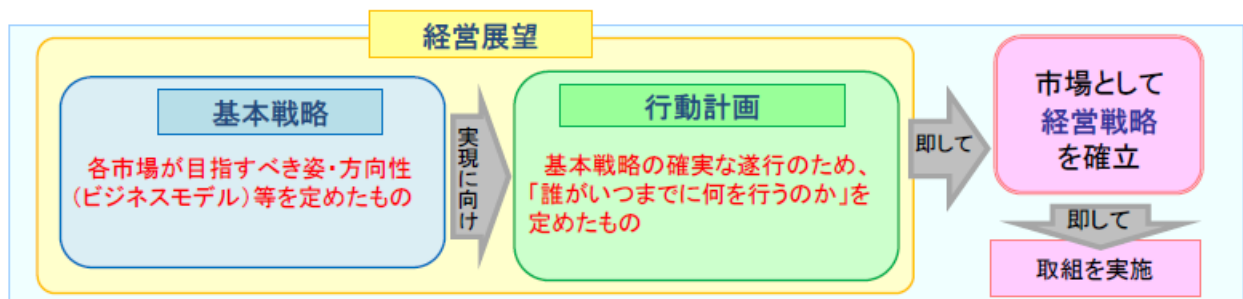 経営展望
基本戦略
各市場が目指すべき姿・方向性
(ビジネスモデル)等を定めたもの
実現に向け
行動計画
基本戦略の確実な遂行のため、
「誰がいつまでに何を行うのか」を
定めたもの
即して
市場として
経営戦略
を確立
即して
取組を実施